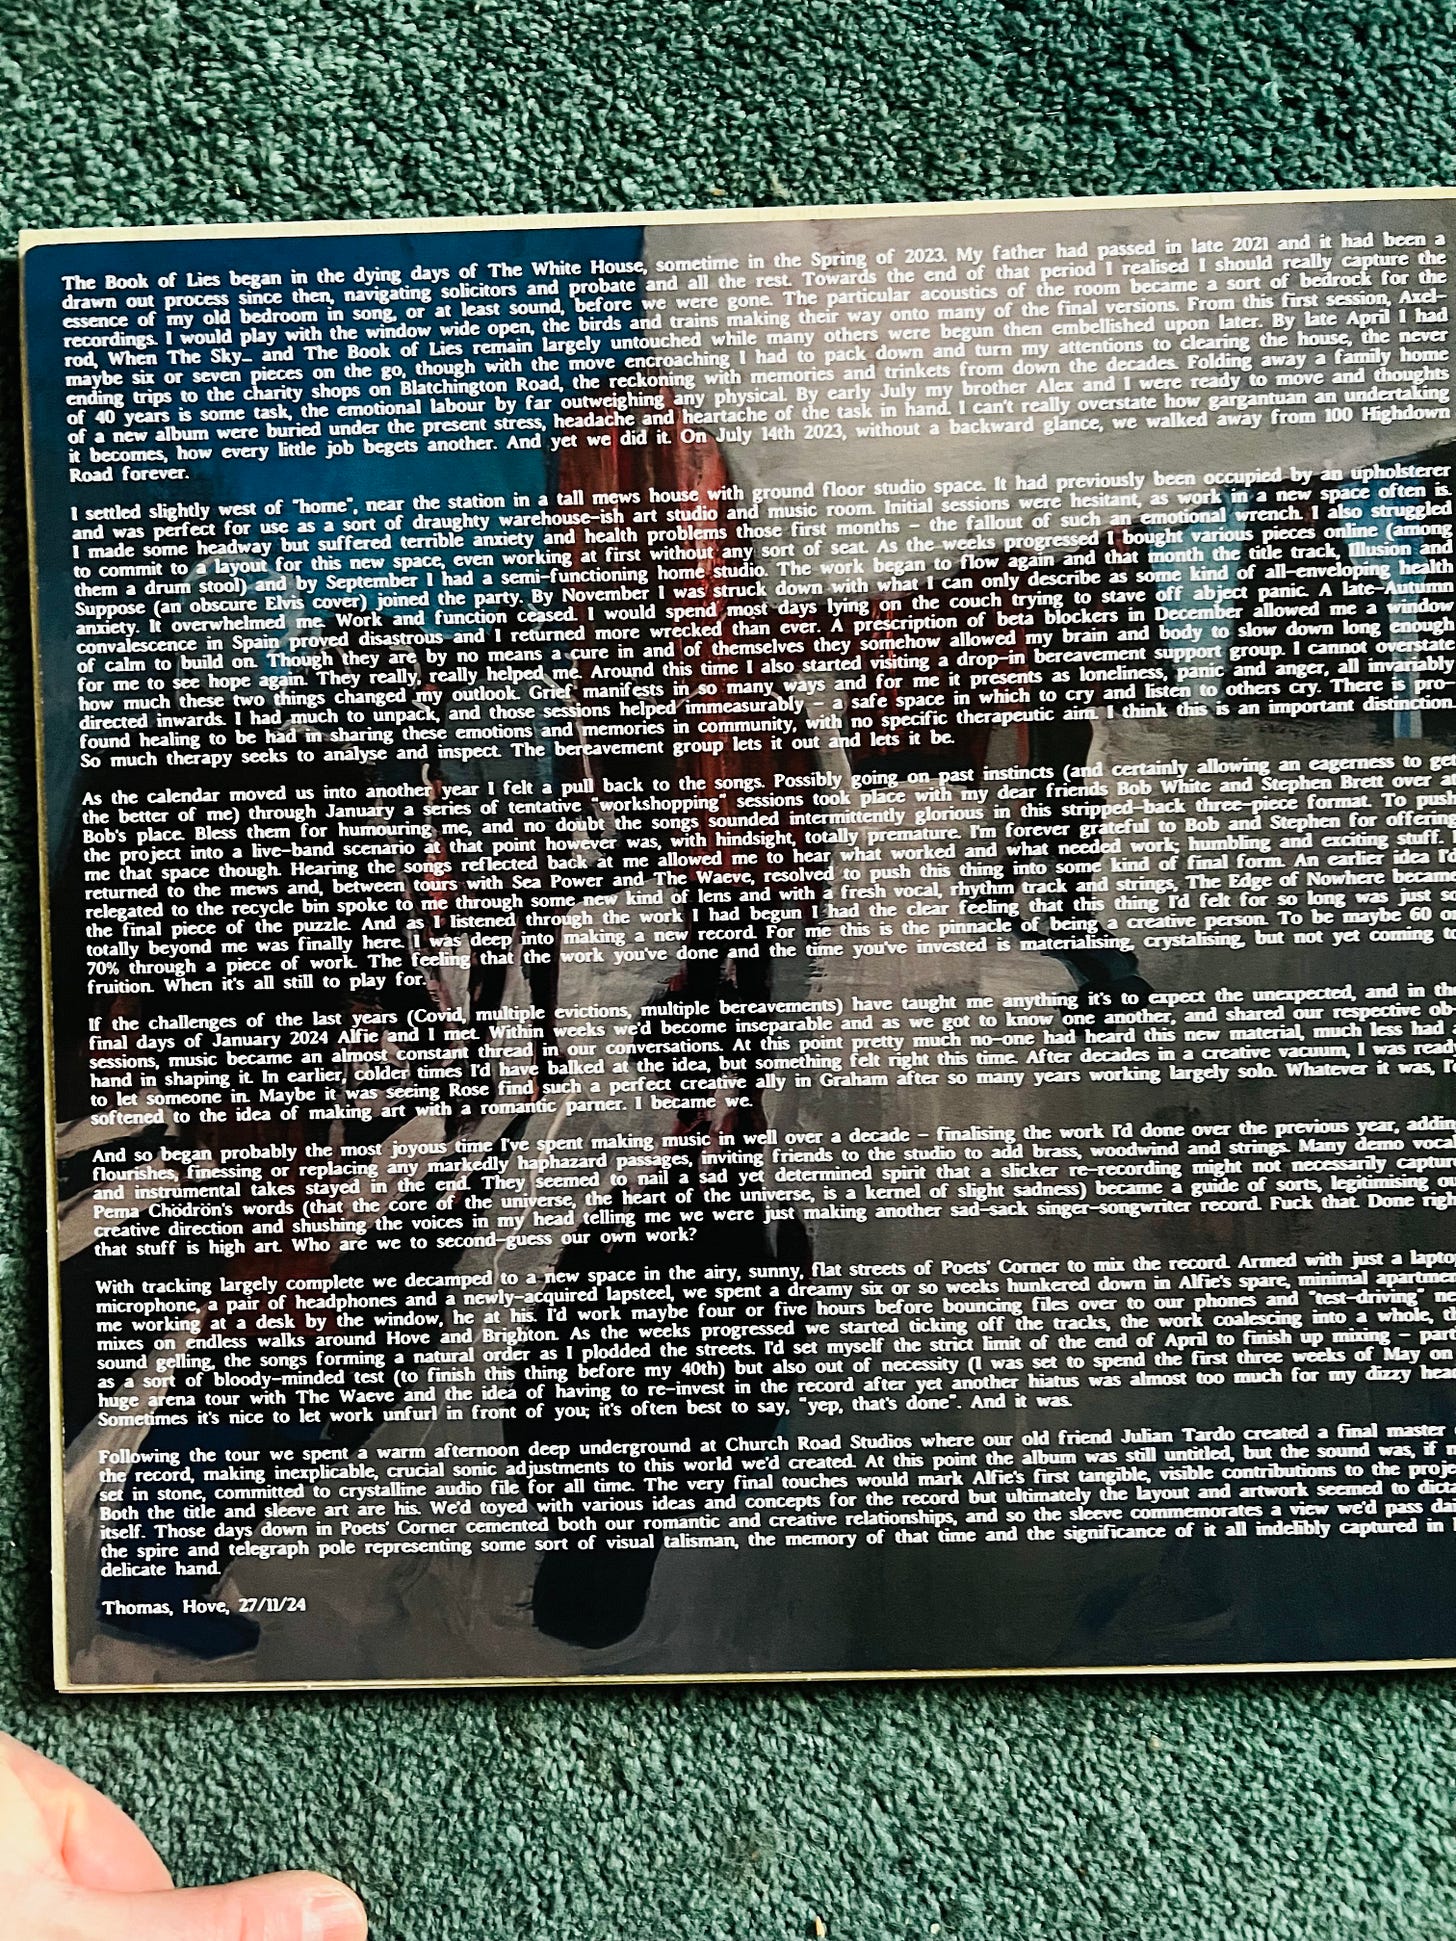 The Book of Lies began in the dying days of The White House, sometime in the Spring of 2023. My father had passed in late 2021 and it had been a
drawn out process since then, navigating solicitors and probate and all the rest. Towards the end of that period I realised I should really capture the
essence of my old bedroom in song, or at least sound, before we were gone. The particular acoustics of the room became a sort of bedrock for the
recordings. I would play with the window wide open, the birds and trains making their way onto many of the final versions. From this first session, Axel-
rod, When The Sky_ and The Book of Lies remain largely untouched while many others were begun then embellished upon later. By late April I had
maybe six or seven pieces on the go, though with the move encroaching I had to pack down and turn my attentions to clearing the house, the never
ending trips to the charity shops on Blatchington Road, the reckoning with memories and trinkets from down the decades. Folding away a family home
of 40 years is some task, the emotional labour by far outweighing any physical. By early July my brother Alex and I were ready to move and thoughts
of a new album were buried under the present stress, headache and heartache of the task in hand. I can't really overstate how gargantuan an undertaking
it becomes, how every little job begets another. And yet we did it. On July 14th 2023, without a backward glance, we walked away from 100 Highdown
Road forever.
I settled slightly west of "home", near the station in a tall mews house with ground floor studio space. It had previously been occupied by an upholsterer
and was perfect for use as a sort of draughty warehouse-ish art studio and music room. Initial sessions were hesitant, as work in a new space often is.
I made some headway but suffered terrible anxiety and health problems those first months - the fallout of such an emotional wrench. I also struggled
to commit to a layout for this new space, even working at first without any sort of seat. As the weeks progressed I bought various pieces online (among
them a drum stool) and by September I had a semi-functioning home studio. The work began to flow again and that month the title track, Illusion and
Suppose (an obscure Elvis cover) joined the party. By November I was struck down with what I can only describe as some kind of all-enveloping health
anxiety. It overwhelmed me. Work and function ceased. I would spend most days lying on the couch trying to stave off abject panic. A late-Autumn
convalescence in Spain proved disastrous and I returned more wrecked than ever. A prescription of beta blockers in December allowed me a window
of calm to build on. Though they are by no means a cure in and of themselves they somehow allowed my brain and body to slow down long enough
for me to see hope again. They really, really helped me. Around this time I also started visiting a drop-in bereavement support group. I cannot overstate
how much these two things changed my outlook. Grief manifests in so many ways and for me it presents as loneliness, panic and anger, all invariably
directed inwards. I had much to unpack, and those sessions helped immeasurably - a safe space in which to cry and listen to others cry. There is pro-
found healing to be had in sharing these emotions and memories in community, with no specific therapeutic aim. I think this is an important distinction.
So much therapy seeks to analyse and inspect. The bereavement group lets it out and lets it be.
As the calendar moved us into another year I felt a pull back to the songs. Possibly going on past instincts (and certainly allowing an eagerness to get
the better of me) through January a series of tentative "workshopping" sessions took place with my dear friends Bob White and Stephen Brett over at
Bob's place. Bless them for humouring me, and no doubt the songs sounded intermittently glorious in this stripped-back three-piece format. To push
the project into a live-band scenario at that point however was, with hindsight, totally premature. I'm forever grateful to Bob and Stephen for offering
me that space though. Hearing the songs reflected back at me allowed me to hear what worked and what needed work; humbling and exciting stuff. I
returned to the mews and, between tours with Sea Power and The Waeve, resolved to push this thing into some kind of final form. An earlier idea I'd
relegated to the recycle bin spoke to me through some new kind of lens and with a fresh vocal, rhythm track and strings, The Edge of Nowhere became
the final piece of the puzzle. And as I listened through the work I had begun I had the clear feeling that this thing I'd felt for so long was just
totally beyond me was finally here. I was deep into making a new record. For me this is the pinnacle of being a creative person. To be maybe 60 or
70% through a piece of work. The feeling that the work you've done and the time you've invested is materialising, crystalising, but not yet coming to
fruition. When it's all still to play for.
If the challenges of the last years (Covid, multiple evictions, multiple bereavements) have taught me anything it's to expect the unexpected, and in the
final days of January 2024 Alfie and I met. Within weeks we'd become inseparable and as we got to know one another, and shared our respective ob
sessions, music became an almost constant thread in our conversations. At this point pretty much no-one had heard this new material, much less had
hand in shaping it. In earlier, colder times I'd have balked at the idea, but something felt right this time. After decades in a creative vacuum, I was ready
to let someone in. Maybe it was seeing Rose find such a perfect creative ally in Graham after so many years working largely solo. Whatever it was, I'd
softened to the idea of making art with a romantic parner. I became we.
And so began probably the most joyous time I've spent making music in well over a decade - finalising the work I'd done over the previous year, addin
flourishes, finessing or replacing any markedly haphazard passages, inviting friends to the studio to add brass, woodwind and strings. Many demo voca
and instrumental takes stayed in the end. They seemed to nail a sad yet determined spirit that a slicker re-recording might not necessarily captur
Pema Chödrön's words (that the core of the universe, the heart of the universe, is a kernel of slight sadness) became a guide of sorts, legitimising ou
creative direction and shushing the voices in my head telling me we were just making another sad-sack singer-songwriter record. Fuck that. Done right
that stuff is high art. Who are we to second-guess our own work?
With tracking largely complete we decamped to a new space in the airy, sunny, flat streets of Poets' Corner to mix the record. Armed with just a lapto
microphone, a pair of headphones and a newly-acquired lapsteel, we spent a dreamy six or so weeks hunkered down in Alfie's spare, minimal apartme
me working at a desk by the window, he at his. I'd work maybe four or five hours before bouncing files over to our phones and "test-driving" ne
mixes on endless walks around Hove and Brighton. As the weeks progressed we started ticking off the tracks, the work coalescing into a whole, t
sound gelling, the songs forming a natural order as I plodded the streets. I'd set myself the strict limit of the end of April to finish up mixing - par
as a sort of bloody-minded test (to finish this thing before my 40th) but also out of necessity (I was set to spend the first three weeks of May on
huge arena tour with The Waeve and the idea of having to re-invest in the record after yet another hiatus was almost too much for my dizzy hea
Sometimes it's nice to let work unfurl in front of you; it's often best to say, "yep, that's done". And it was.
Following the tour we spent a warm afternoon deep underground at Church Road Studios where our old friend Julian Tardo created a final master
the record, making inexplicable, crucial sonic adjustments to this world we'd created. At this point the album was still untitled, but the sound was, if n
set in stone, committed to crystalline audio file for all time. The very final touches would mark Alfie's first tangible, visible contributions to the proje
Both the title and sleeve art are his. We'd toyed with various ideas and concepts for the record but ultimately the layout and artwork seemed to dicta
itself. Those days down in Poets' Corner cemented both our romantic and creative relationships, and so the sleeve commemorates a view we'd pass dai
the spire and telegraph pole representing some sort of visual talisman, the memory of that time and the significance of it all indelibly captured in
delicate hand.
Thomas, Hove, 27/11/24